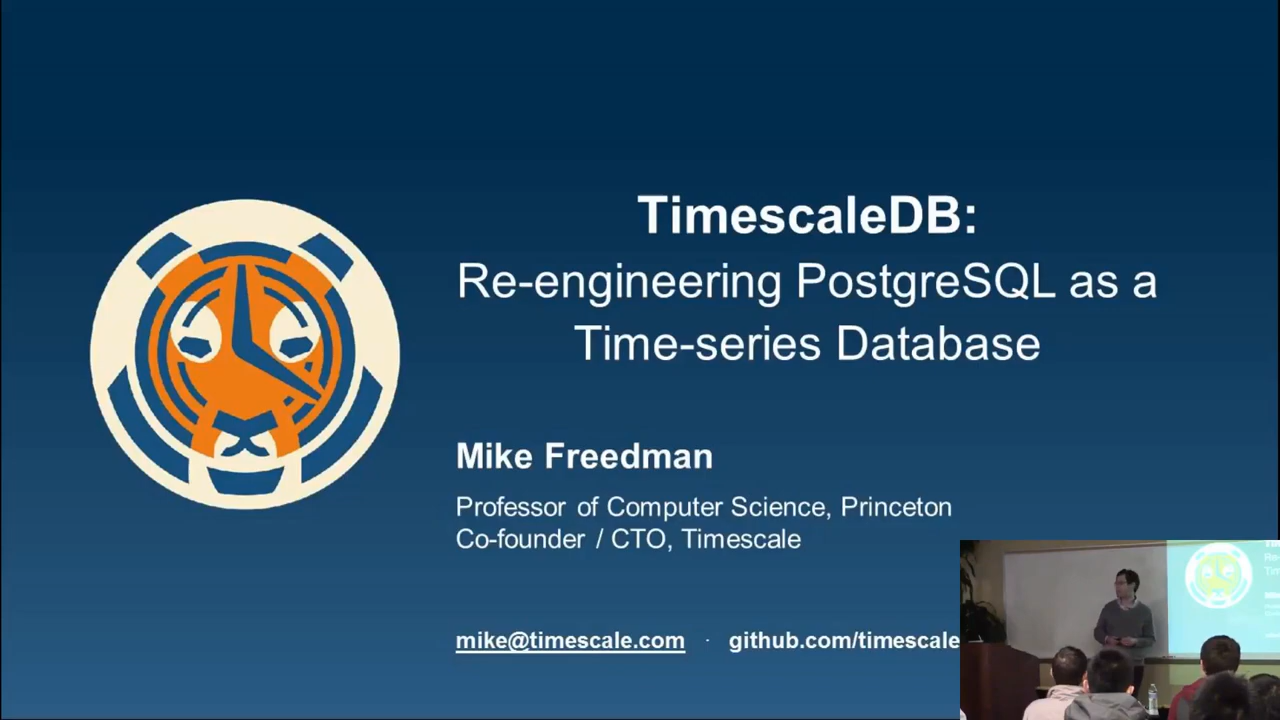 TimescaleDB:
Re-engineering PostgreSQL as a
Time-series Database
Mike Freedman
Professor of Computer Science, Princeton
Co-founder / CTO, Timescale
mike@timescale.com · github.com/timescale